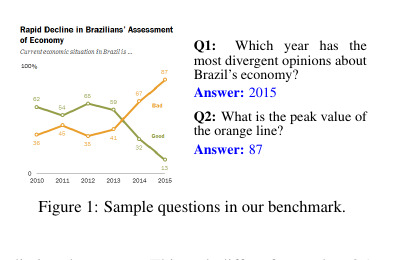 Rapid Decline in Brazilians' Assessment
of Economy
Current economic situation in Brazil is ...
100%
62
54
65
59
32
13
38
45
35
41
67
87
Bad
Good
0
2010 2011 2012 2013 2014 2015
Q1: Which year has the
most divergent opinions about
Brazil's economy?
Answer: 2015
Q2: What is the peak value of
the orange line?
Answer: 87
Figure 1: Sample questions in our benchmark.